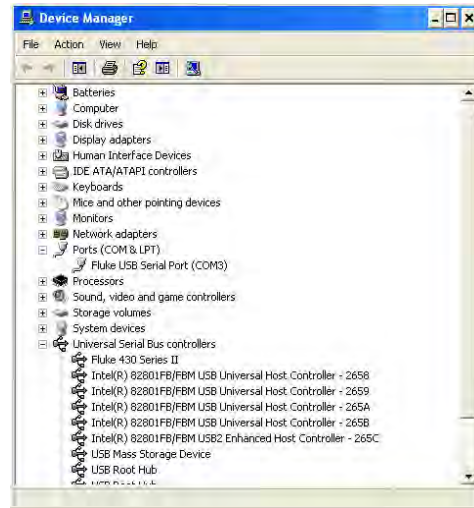 Device Manager
File Action View Help
Batteries
Computer
Disk drives
Display adapters
Human Interface Devices
IDE ATA/ATAPI controllers
Keyboards
Mice and other pointing devices
Monitors
Network adapters
Ports (COM & LPT)
Fluke USB Serial Port (COM3)
Processors
Sound, video and game controllers
Storage volumes
System devices
Universal Serial Bus controllers
Fluke 430 Series II
Intel(R) 82801FB/FBM USB Universal Host Controller - 2658
Intel(R) 82801FB/FBM USB Universal Host Controller - 2659
Intel(R) 82801FB/FBM USB Universal Host Controller - 265A
Intel(R) 82801FB/FBM USB Universal Host Controller - 265B
Intel(R) 82801FB/FBM USB2 Enhanced Host Controller - 265C
USB Mass Storage Device
USB Root Hub
USB Root Hub